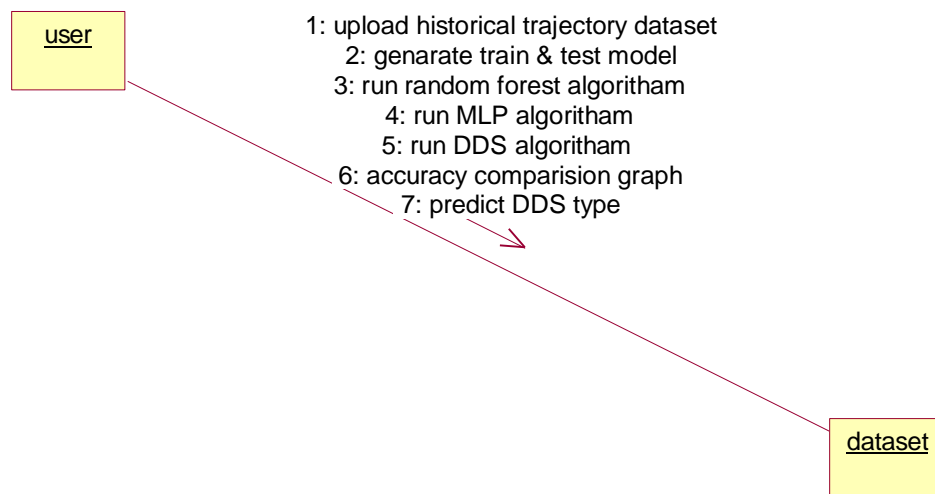 user
1: upload historical trajectory dataset
2: genarate train & test model
3: run random forest algoritham
4: run MLP algoritham
5: run DDS algoritham
6: accuracy comparision graph
7: predict DDS type
dataset